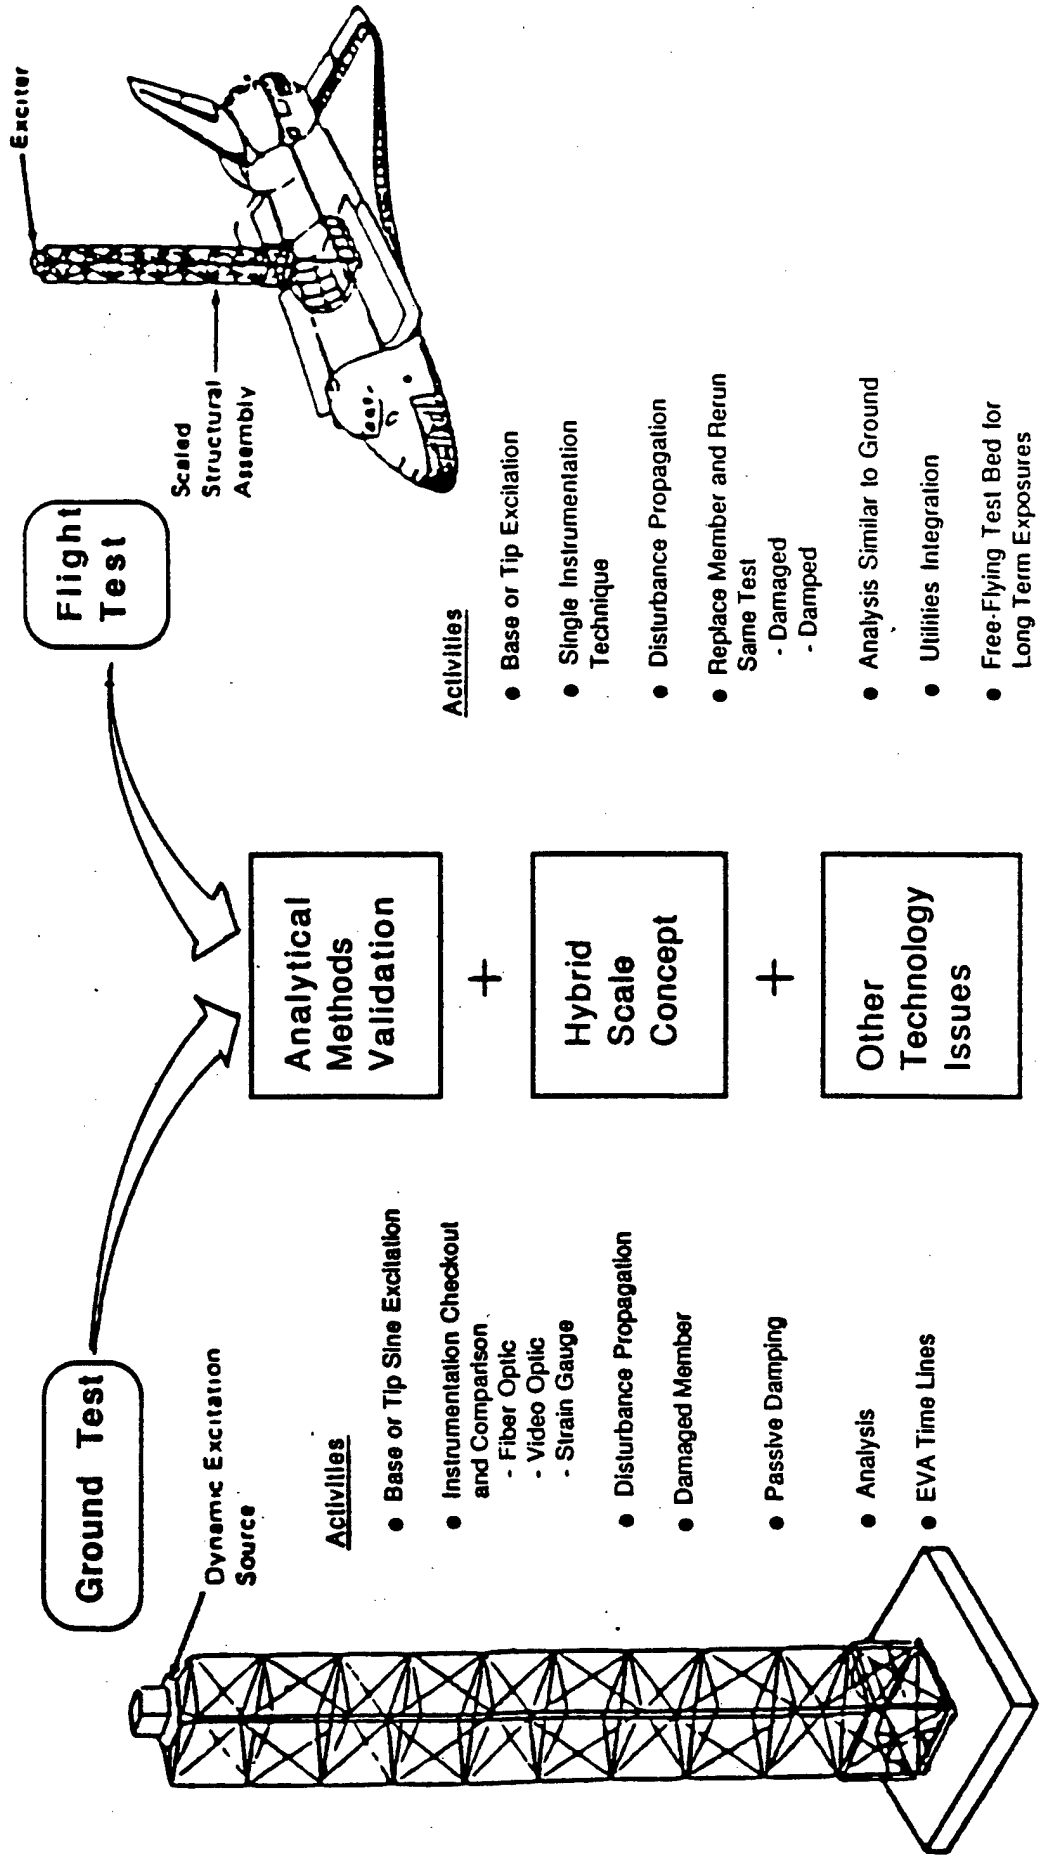 Ground Test
Dynamic Excitation
Source
Activities
● Base or Tip Sine Excitation
● Instrumentation Checkout
and Comparison
- Fiber Optic
- Video Optic
- Strain Gauge
● Disturbance Propagation
● Damaged Member
● Passive Damping
● Analysis
● EVA Time Lines
Analytical
Methods
Validation
+
Hybrid
Scale
Concept
+
Other
Technology
Issues
Flight
Test
Exciter
Scaled
Structural
Assembly
Activities
● Base or Tip Excitation
● Single Instrumentation
Technique
● Disturbance Propagation
● Replace Member and Rerun
Same Test
- Damaged
- Damped
● Analysis Similar to Ground
● Utilities Integration
● Free-Flying Test Bed for
Long Term Exposures